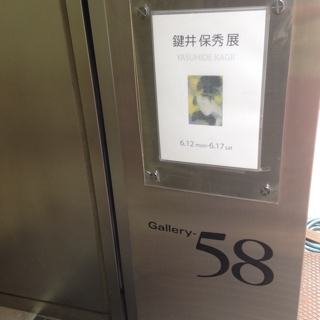 鍵井保秀展
YASUHIDE KAGII
6.12 mon-6.17 sat
Gallery-58